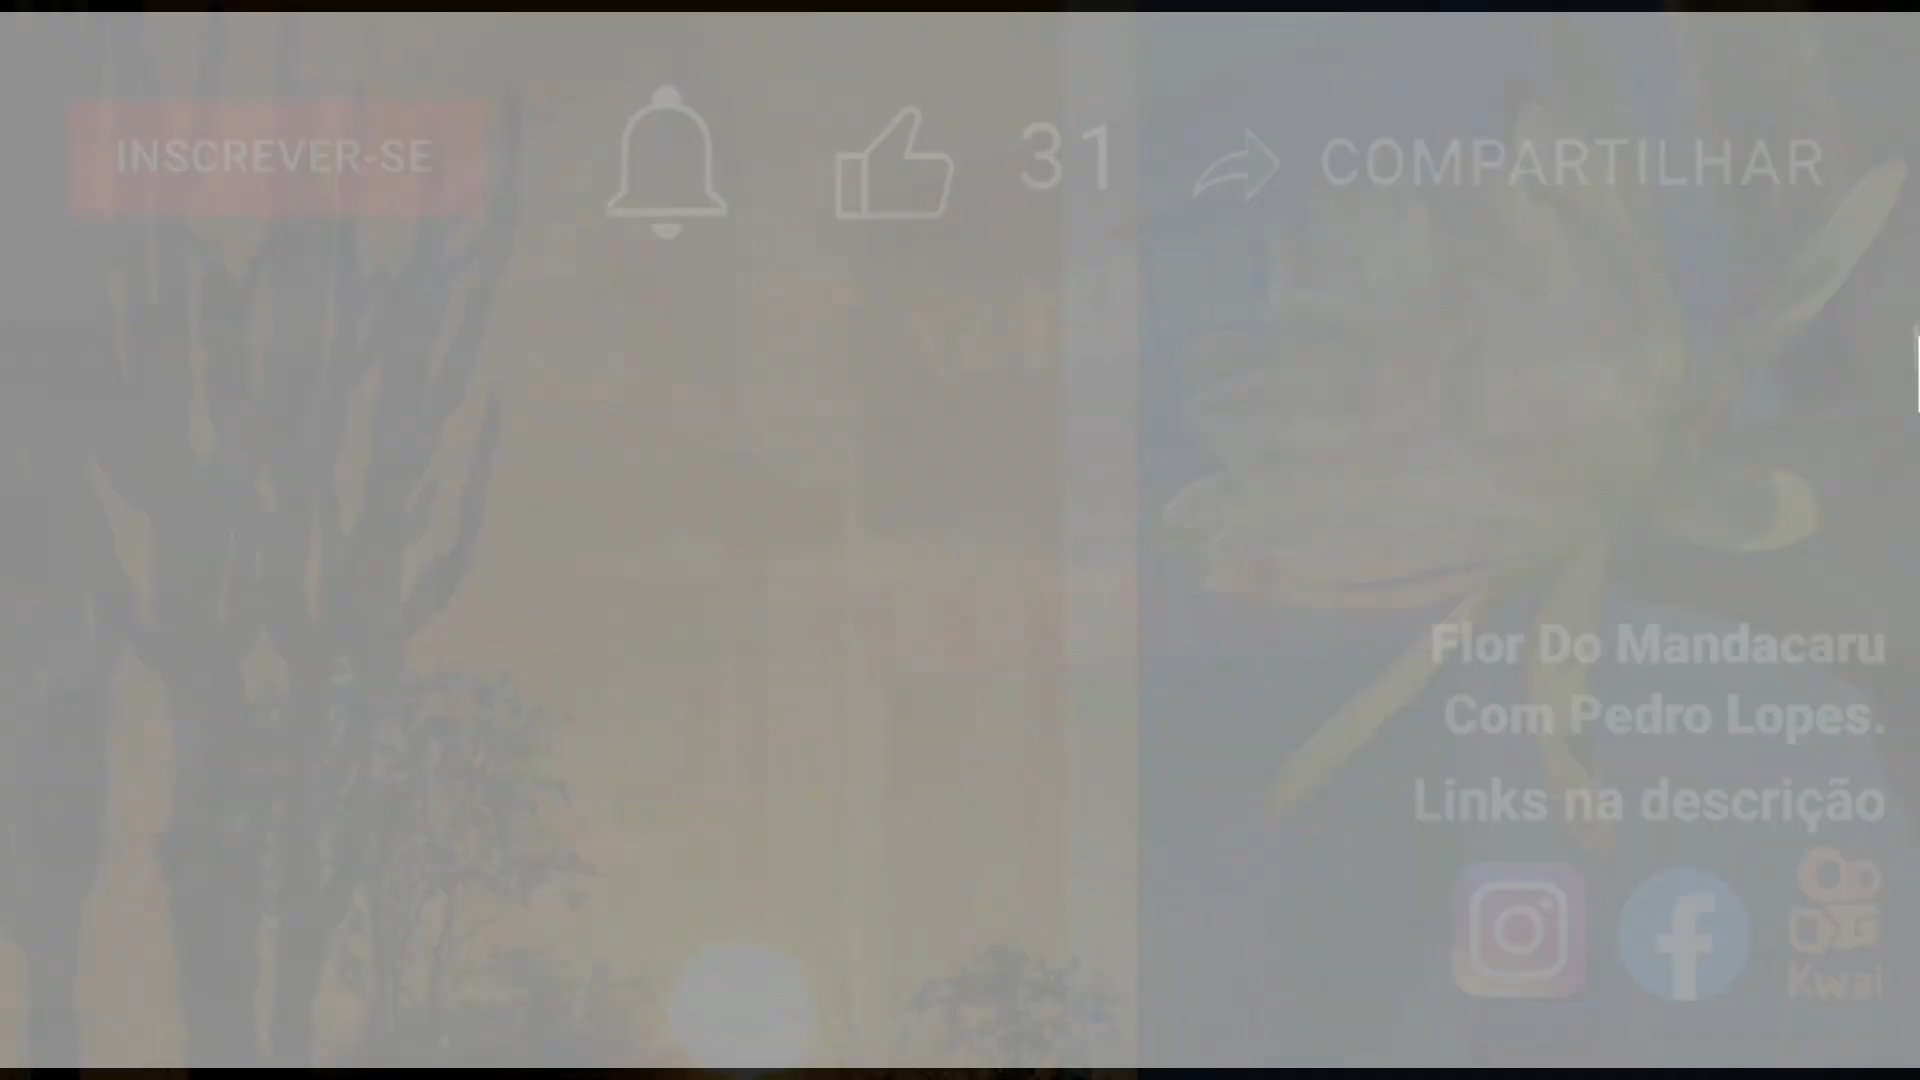 INSCREVER-SE
31
COMPARTILHAR
Flor Do Mandacaru
Com Pedro Lopes.
Links na descrição
Kwai